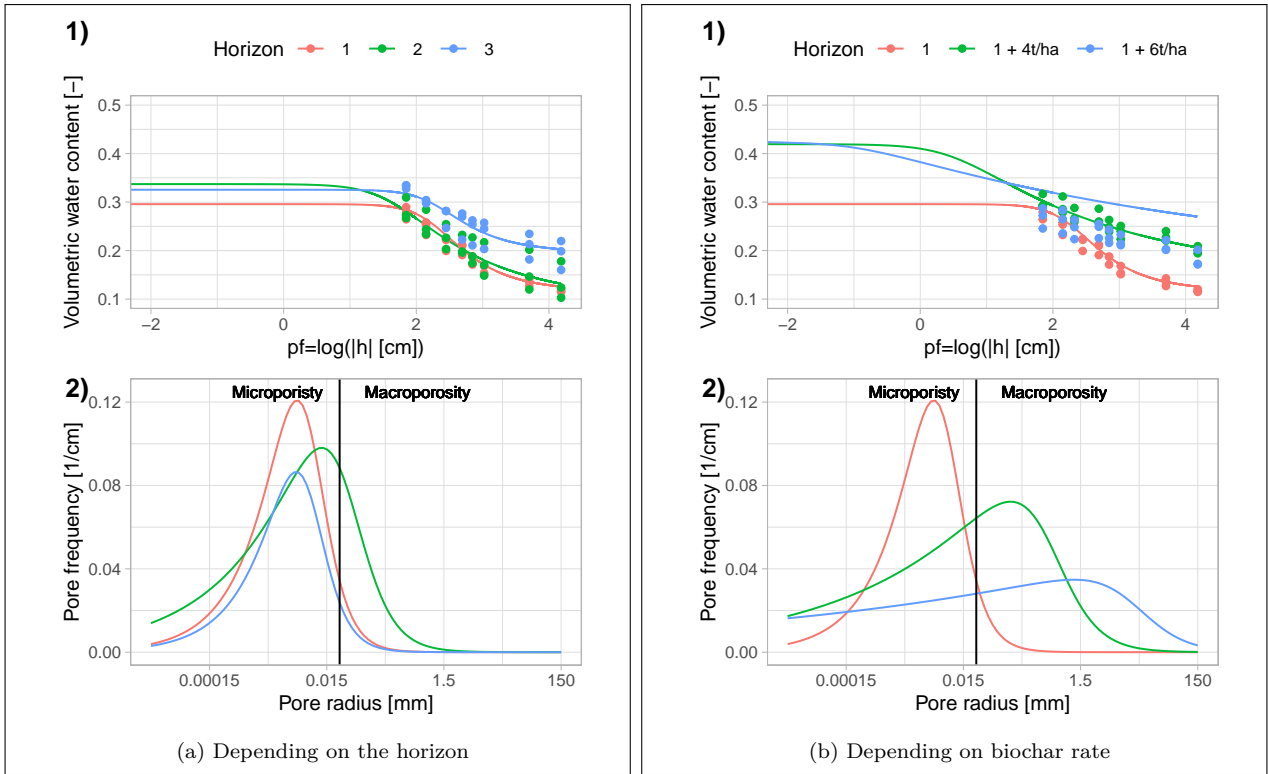 1)
Horizon 1 2 3
Volumetric water content [−]
0.5
0.4
0.3
0.2
0.1
−2 0 2 4
pf=log(|h| [cm])
2)
Microporisty Macroporosity
Pore frequency [1/cm]
0.12
0.08
0.04
0.00
0.00015 0.015 1.5 150
Pore radius [mm]
(a) Depending on the horizon
1)
Horizon 1 1 + 4t/ha 1 + 6t/ha
Volumetric water content [−]
0.5
0.4
0.3
0.2
0.1
−2 0 2 4
pf=log(|h| [cm])
2)
Microporisty Macroporosity
Pore frequency [1/cm]
0.12
0.08
0.04
0.00
0.00015 0.015 1.5 150
Pore radius [mm]
(b) Depending on biochar rate